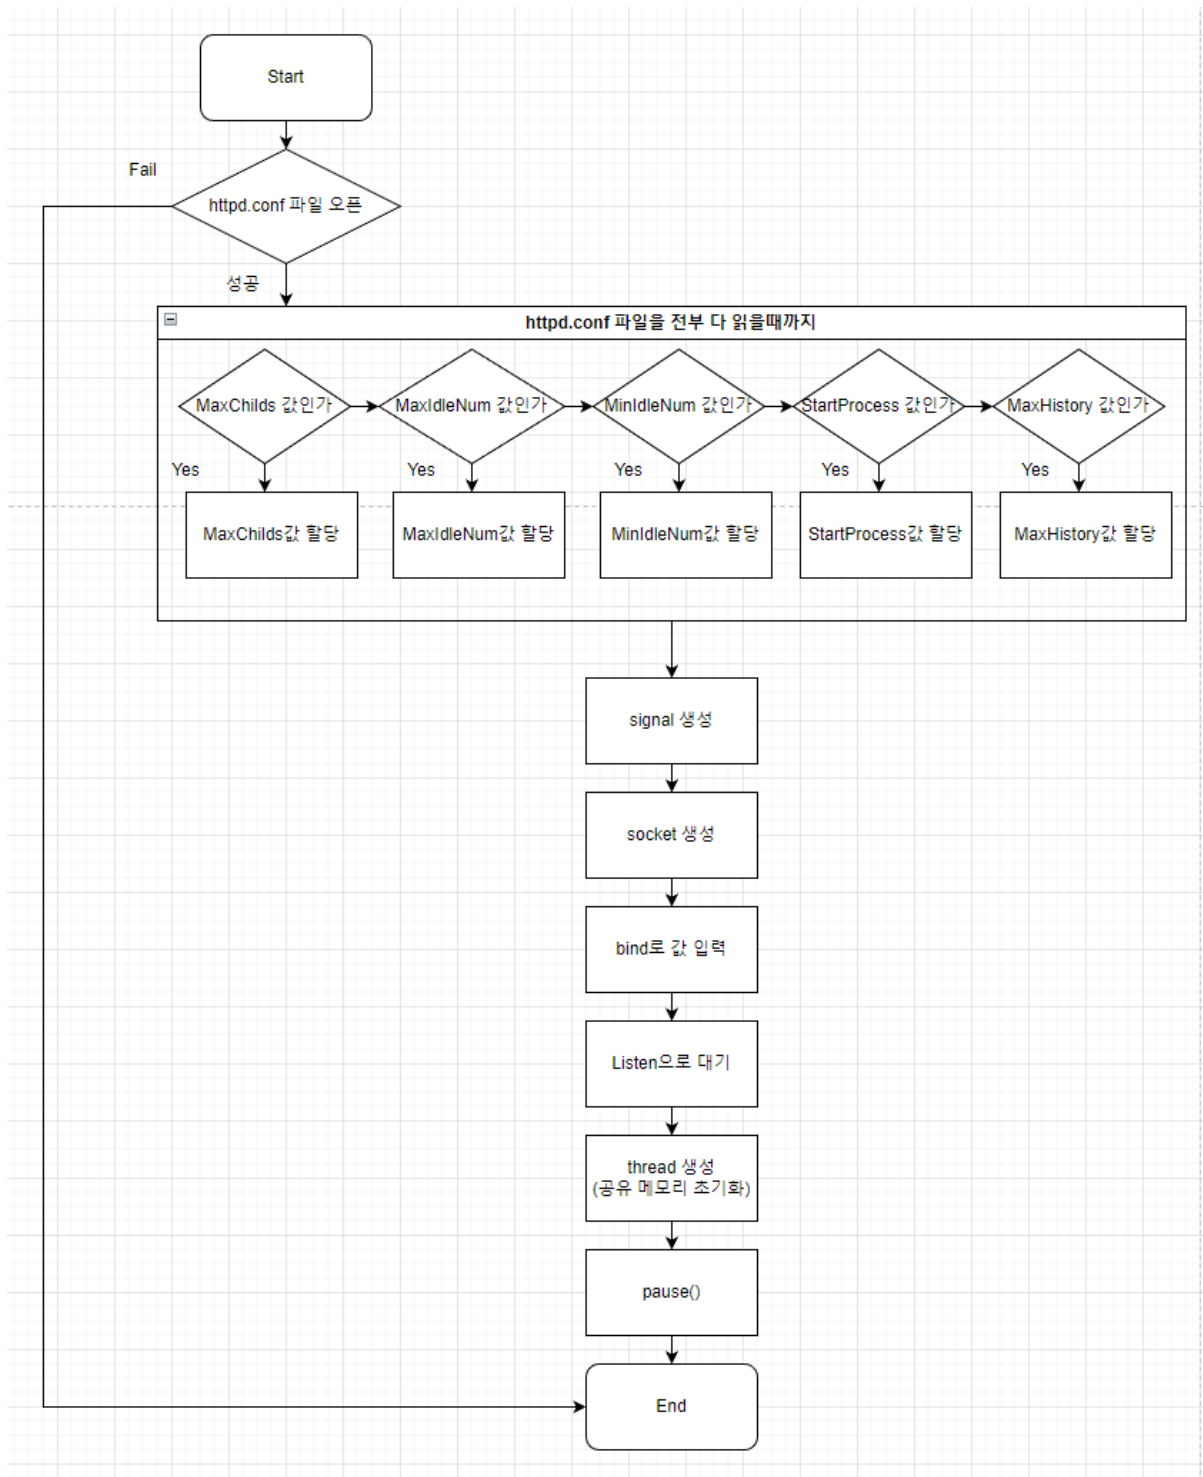 Start
Fail
httpd.conf 파일 오픈
성공
httpd.conf 파일을 전부 다 읽을때까지
MaxChilds 값인가
MaxIdleNum 값인가
MinIdleNum 값인가
StartProcess 값인가
MaxHistory 값인가
Yes
Yes
Yes
Yes
Yes
MaxChilds값 할당
MaxIdleNum값 할당
MinIdleNum값 할당
StartProcess값 할당
MaxHistory값 할당
signal 생성
socket 생성
bind로 값 입력
Listen으로 대기
thread 생성
(공유 메모리 초기화)
pause()
End